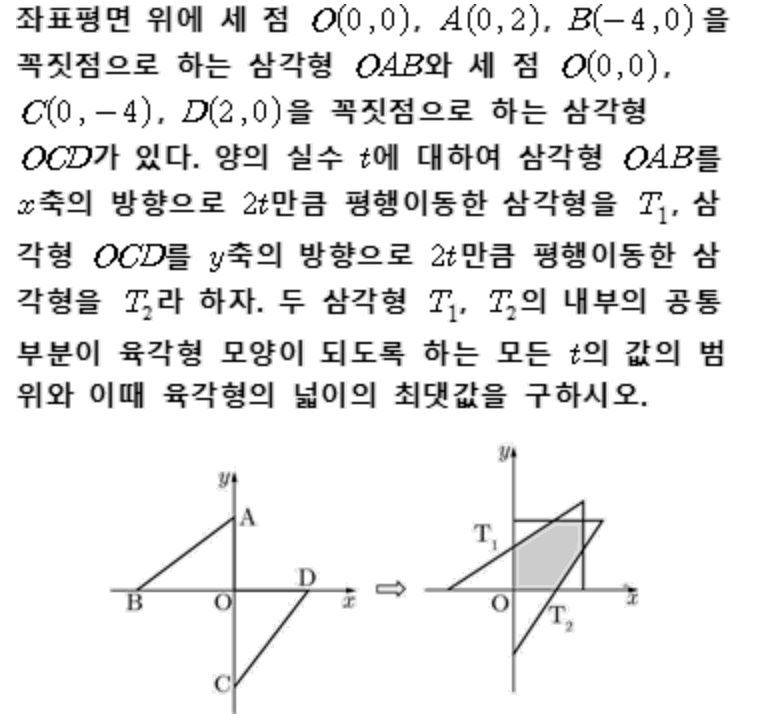 좌표평면 위에 세 점 O(0,0), A(0,2), B(-4,0)을
꼭짓점으로 하는 삼각형 OAB와 세 점 O(0,0),
C(0,-4), D(2,0)을 꼭짓점으로 하는 삼각형
OCD가 있다. 양의 실수 t에 대하여 삼각형 OAB를
x축의 방향으로 2t만큼 평행이동한 삼각형을 T₁, 삼
각형 OCD를 y축의 방향으로 2t만큼 평행이동한 삼
각형을 T₂라 하자. 두 삼각형 T₁, T₂의 내부의 공통
부분이 육각형 모양이 되도록 하는 모든 t의 값의 범
위와 이때 육각형의 넓이의 최댓값을 구하시오.
y
A
B
O
D
x
C
⇨
y
T₁
O
T₂
x